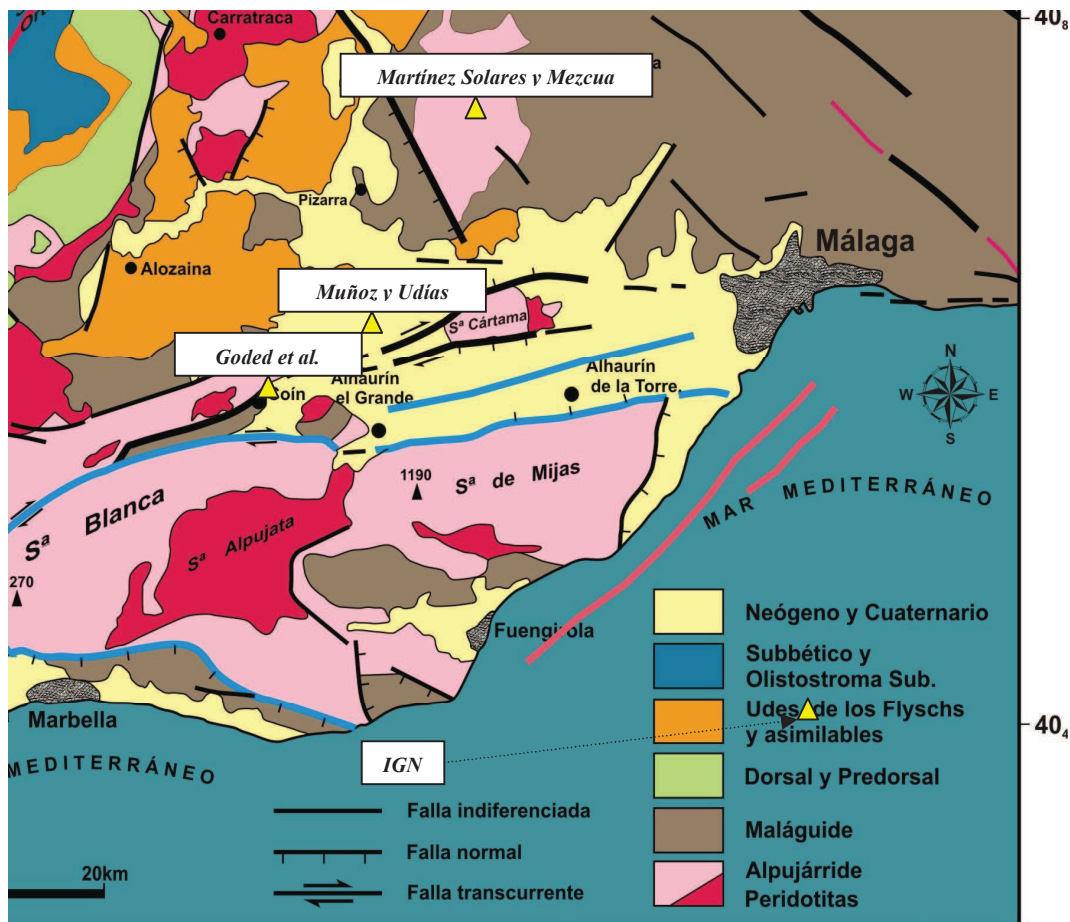 Carratraca
40₈
Martínez Solares y Mezcua
Pizarra
Málaga
Alozaina
Muñoz y Udías
Sª Cártama
Goded et al.
Alhaurín
el Grande
Alhaurín
de la Torre.
N
W
E
S
1190
Sª de Mijas
Sª Blanca
Sª Alpujata
MAR MEDITERRÁNEO
270
Fuengirola
Neógeno y Cuaternario
Subbético y
Olistostroma Sub.
Udes. de los Flyschs
y asimilables
40₄
Marbella
MEDITERRÁNEO
IGN
Dorsal y Predorsal
Falla indiferenciada
Maláguide
Falla normal
Alpujárride
Peridotitas
20km
Falla transcurrente